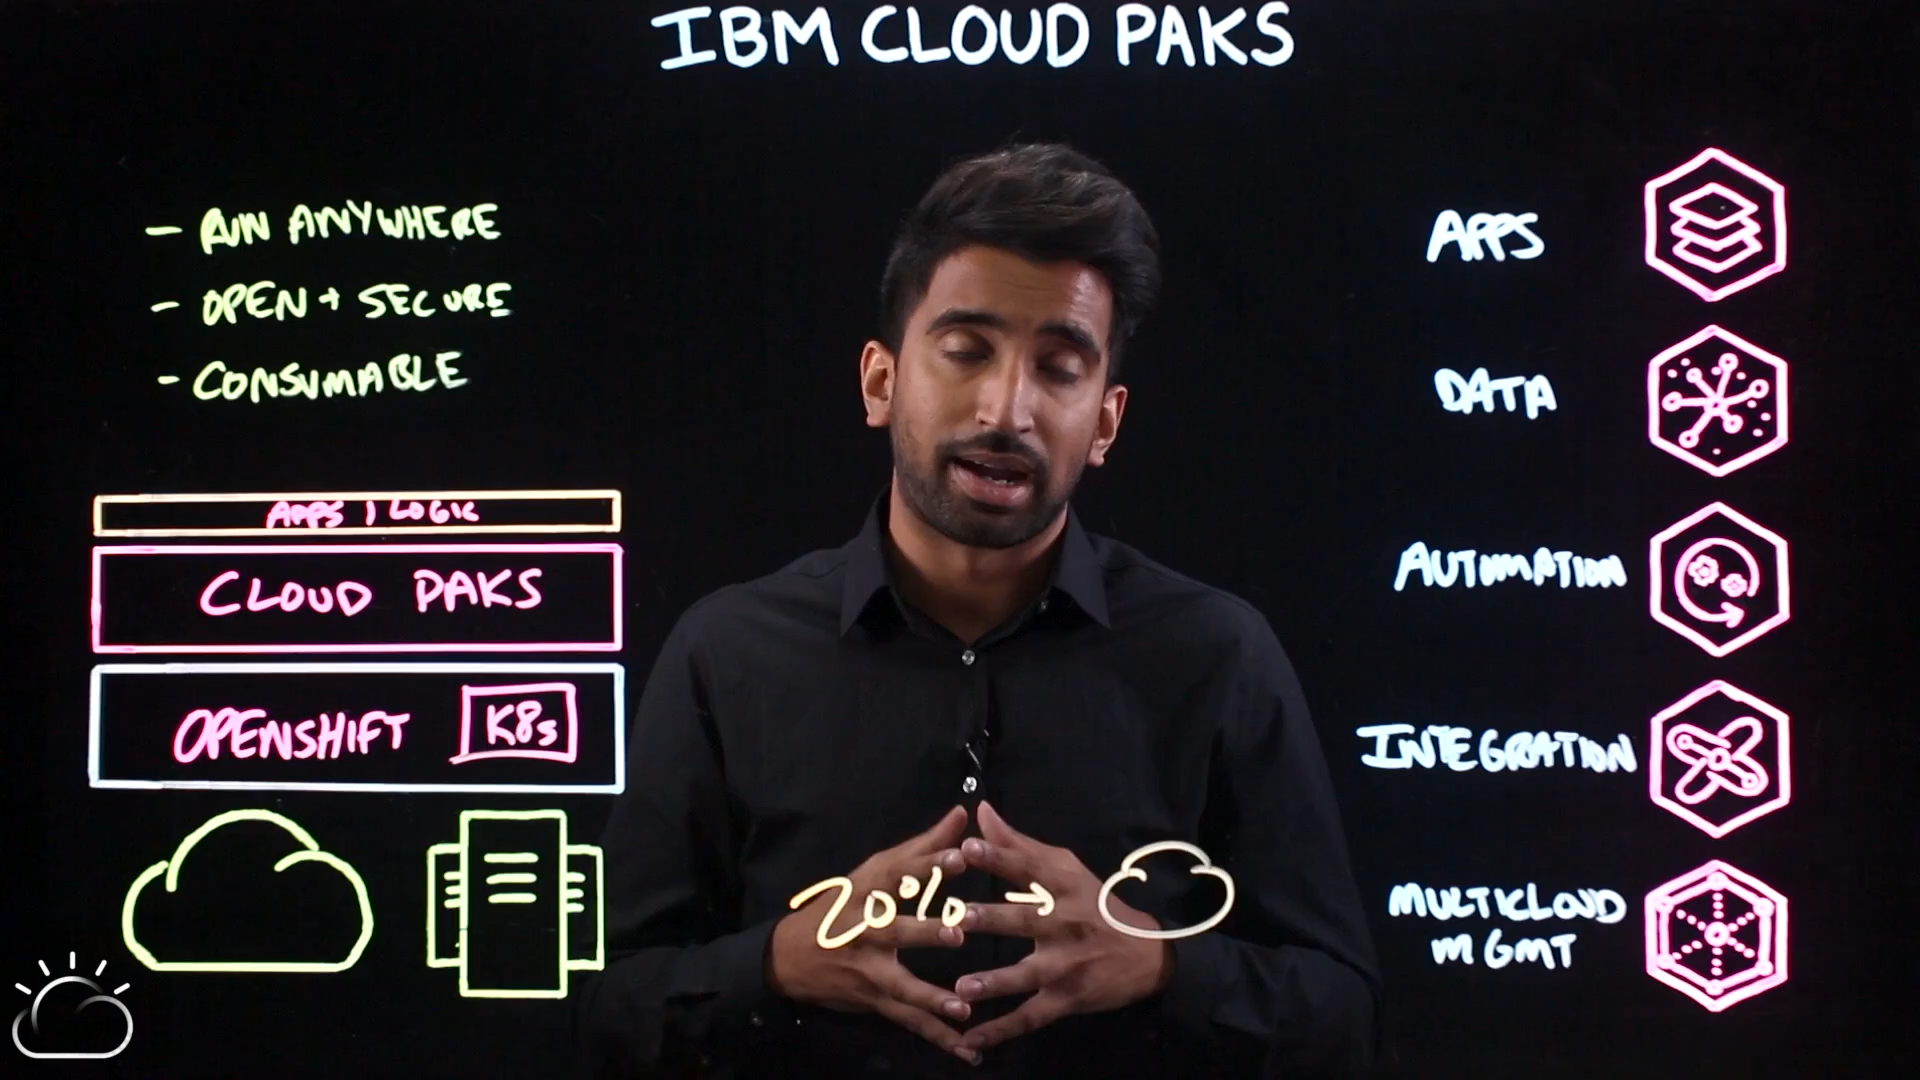 IBM CLOUD PAKS
- RUN ANYWHERE
- OPEN + SECURE
- CONSUMABLE
APPS / LOGIC
CLOUD PAKS
OPENSHIFT K8s
20% →
APPS
DATA
AUTOMATION
INTEGRATION
MULTICLOUD
MGMT